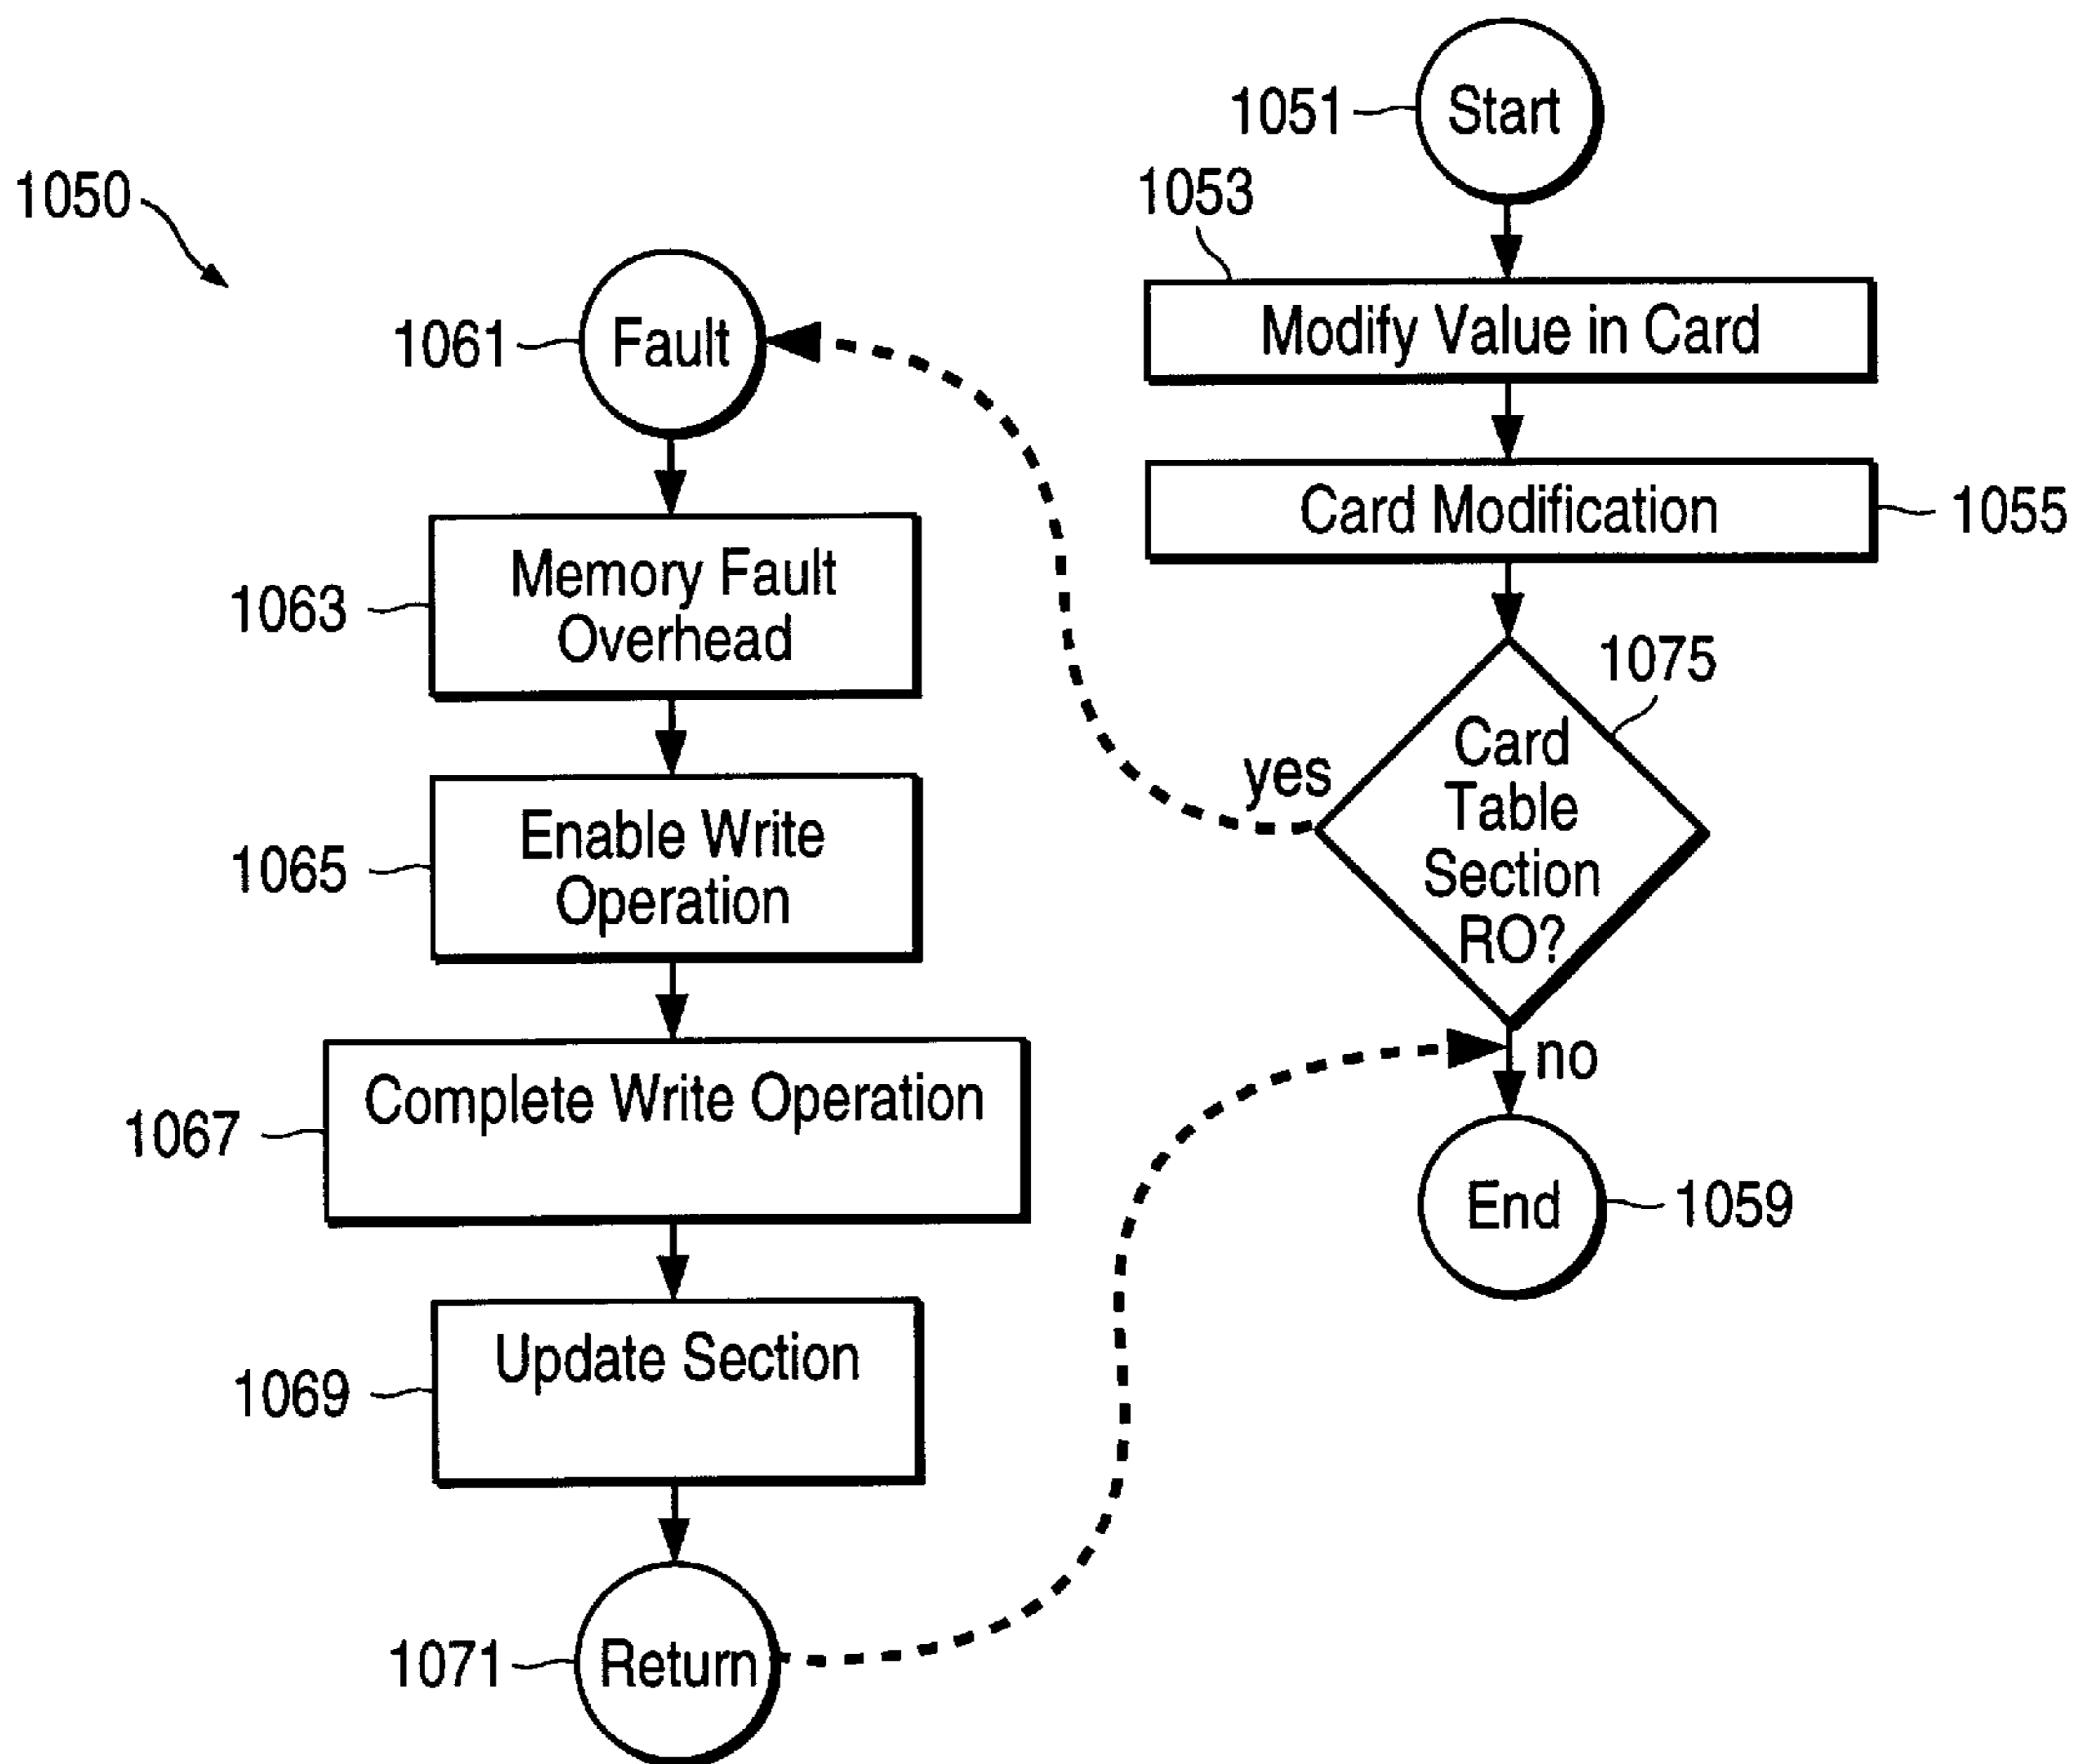 1050
1051
Start
1053
Modify Value in Card
Card Modification
1055
1075
Card
Table
Section
RO?
yes
no
End
1059
1061
Fault
1063
Memory Fault
Overhead
1065
Enable Write
Operation
1067
Complete Write Operation
1069
Update Section
1071
Return